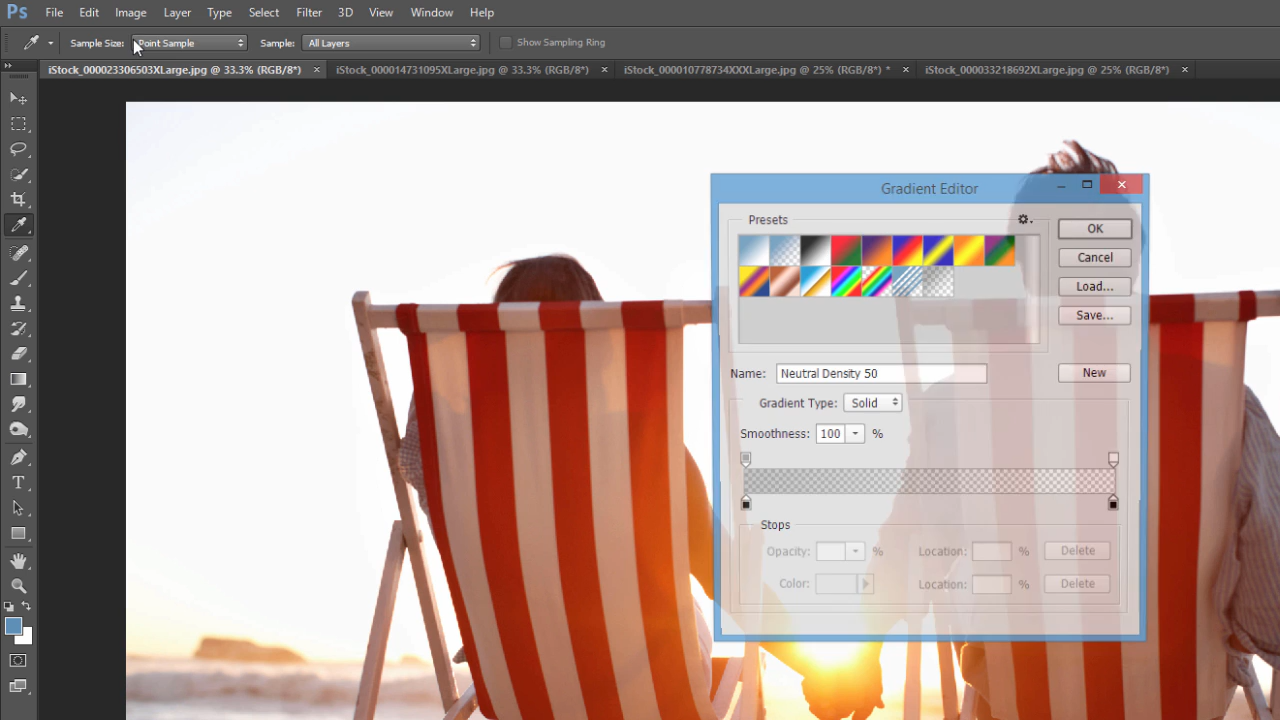 Ps File Edit Image Layer Type Select Filter 3D View Window Help
Sample Size: Point Sample Sample: All Layers Show Sampling Ring
iStock_000023306503XLarge.jpg @ 33.3% (RGB/8*) × iStock_000014731095XLarge.jpg @ 33.3% (RGB/8*) × iStock_000010778734XXXLarge.jpg @ 25% (RGB/8*) * × iStock_000033218692XLarge.jpg @ 25% (RGB/8*) ×
Gradient Editor
Presets
OK
Cancel
Load...
Save...
Name: Neutral Density 50 New
Gradient Type: Solid
Smoothness: 100 %
Stops
Opacity: % Location: % Delete
Color: Location: % Delete
T